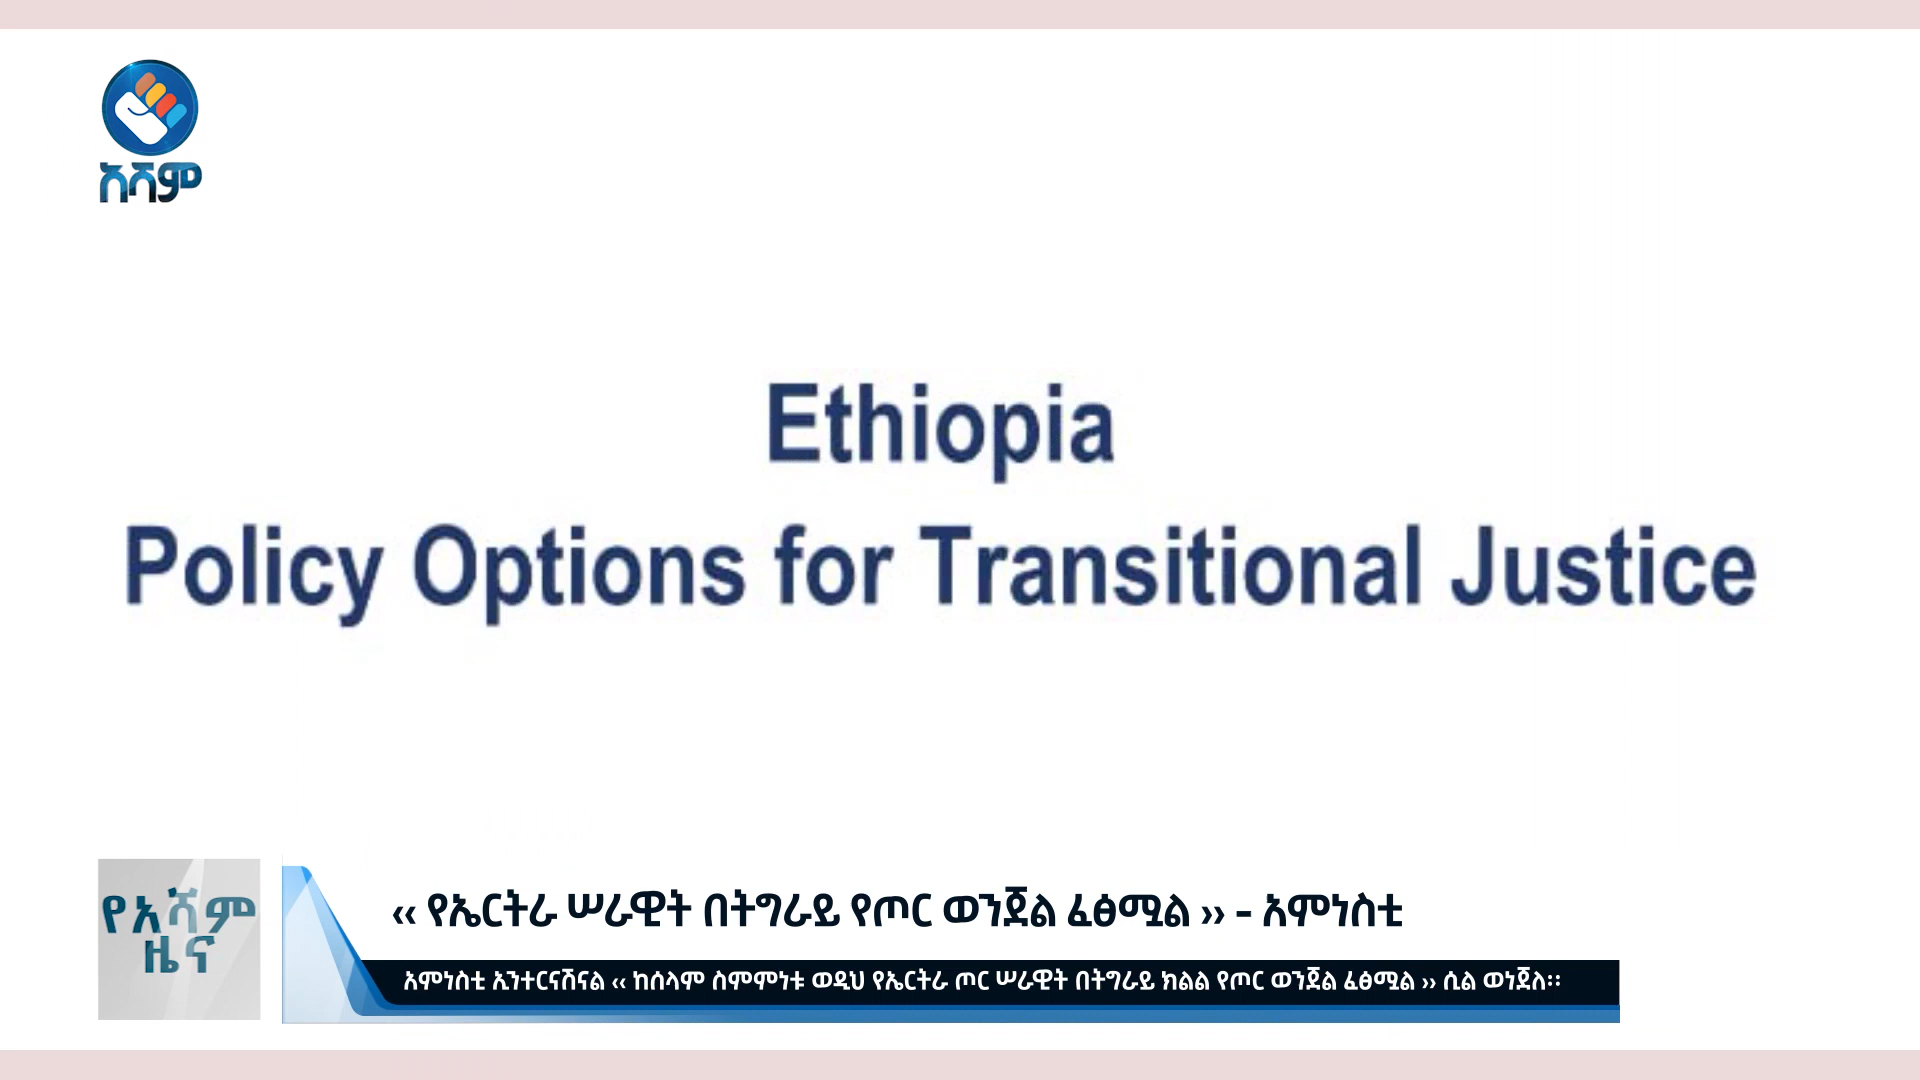 አሻም
Ethiopia
Policy Options for Transitional Justice
የአሻም
ዜና
‹‹ የኤርትራ ሠራዊት በትግራይ የጦር ወንጀል ፈፅሟል ›› - አምነስቲ
አምነስቲ ኢንተርናሽናል ‹‹ ከሰላም ስምምነቱ ወዲህ የኤርትራ ጦር ሠራዊት በትግራይ ክልል የጦር ወንጀል ፈፅሟል ›› ሲል ወነጀለ፡፡